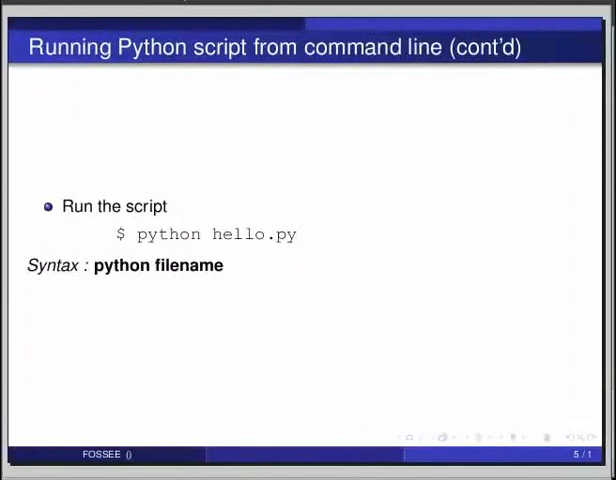 Running Python script from command line (cont'd)
Run the script
$ python hello.py
Syntax : python filename
FOSSEE ()
5 / 1